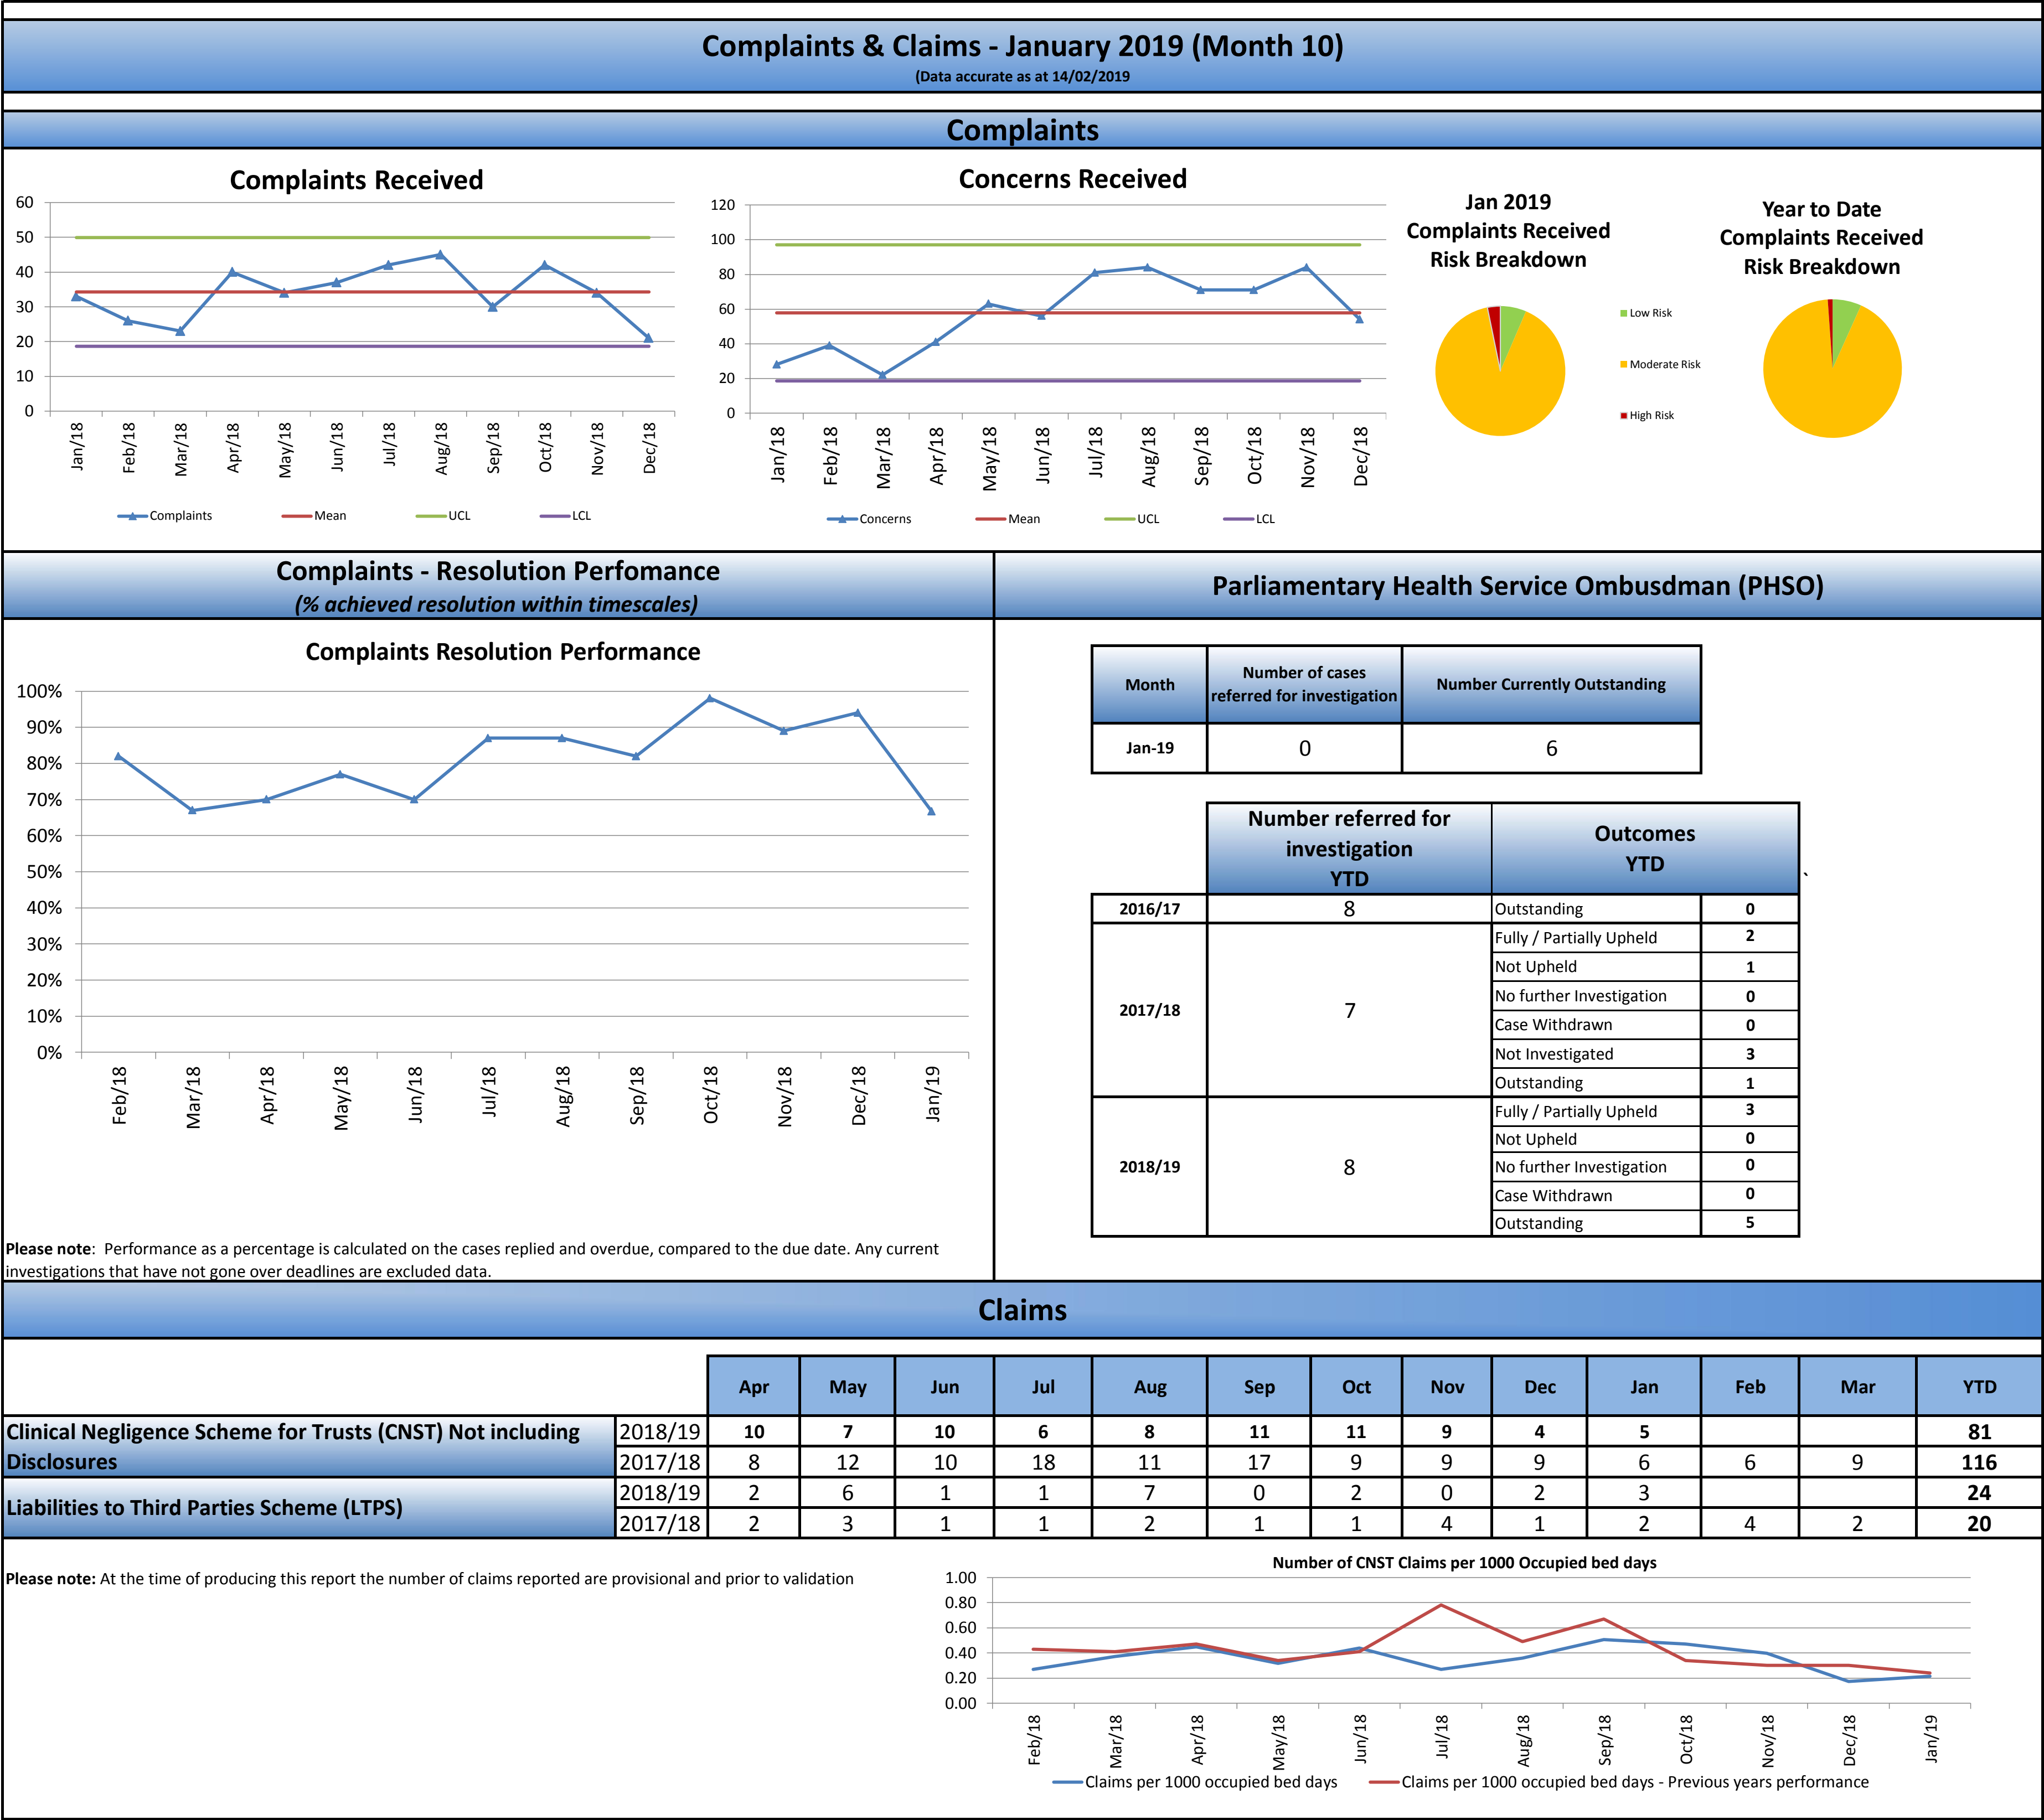 Complaints & Claims - January 2019 (Month 10)
(Data accurate as at 14/02/2019
Complaints
Complaints Received
60
50
40
30
20
10
0
Jan/18
Feb/18
Mar/18
Apr/18
May/18
Jun/18
Jul/18
Aug/18
Sep/18
Oct/18
Nov/18
Dec/18
Complaints Mean UCL LCL
Concerns Received
120
100
80
60
40
20
0
Jan/18
Feb/18
Mar/18
Apr/18
May/18
Jun/18
Jul/18
Aug/18
Sep/18
Oct/18
Nov/18
Dec/18
Concerns Mean UCL LCL
Jan 2019
Complaints Received
Risk Breakdown
Low Risk
Moderate Risk
High Risk
Year to Date
Complaints Received
Risk Breakdown
Complaints - Resolution Perfomance
(% achieved resolution within timescales)
Complaints Resolution Performance
100%
90%
80%
70%
60%
50%
40%
30%
20%
10%
0%
Feb/18
Mar/18
Apr/18
May/18
Jun/18
Jul/18
Aug/18
Sep/18
Oct/18
Nov/18
Dec/18
Jan/19
Please note: Performance as a percentage is calculated on the cases replied and overdue, compared to the due date. Any current
investigations that have not gone over deadlines are excluded data.
Parliamentary Health Service Ombusdman (PHSO)
Month
Number of cases
referred for investigation
Number Currently Outstanding
Jan-19 0 6
Number referred for
investigation
YTD
Outcomes
YTD
`
2016/17 8 Outstanding 0
Fully / Partially Upheld 2
Not Upheld 1
No further Investigation 0
2017/18 7
Case Withdrawn 0
Not Investigated 3
Outstanding 1
Fully / Partially Upheld 3
Not Upheld 0
2018/19 8 No further Investigation 0
Case Withdrawn 0
Outstanding 5
Claims
Apr May Jun Jul Aug Sep Oct Nov Dec Jan Feb Mar YTD
Clinical Negligence Scheme for Trusts (CNST) Not including
Disclosures
2018/19 10 7 10 6 8 11 11 9 4 5 81
2017/18 8 12 10 18 11 17 9 9 9 6 6 9 116
Liabilities to Third Parties Scheme (LTPS)
2018/19 2 6 1 1 7 0 2 0 2 3 24
2017/18 2 3 1 1 2 1 1 4 1 2 4 2 20
Please note: At the time of producing this report the number of claims reported are provisional and prior to validation
Number of CNST Claims per 1000 Occupied bed days
1.00
0.80
0.60
0.40
0.20
0.00
Feb/18
Mar/18
Apr/18
May/18
Jun/18
Jul/18
Aug/18
Sep/18
Oct/18
Nov/18
Dec/18
Jan/19
Claims per 1000 occupied bed days Claims per 1000 occupied bed days - Previous years performance